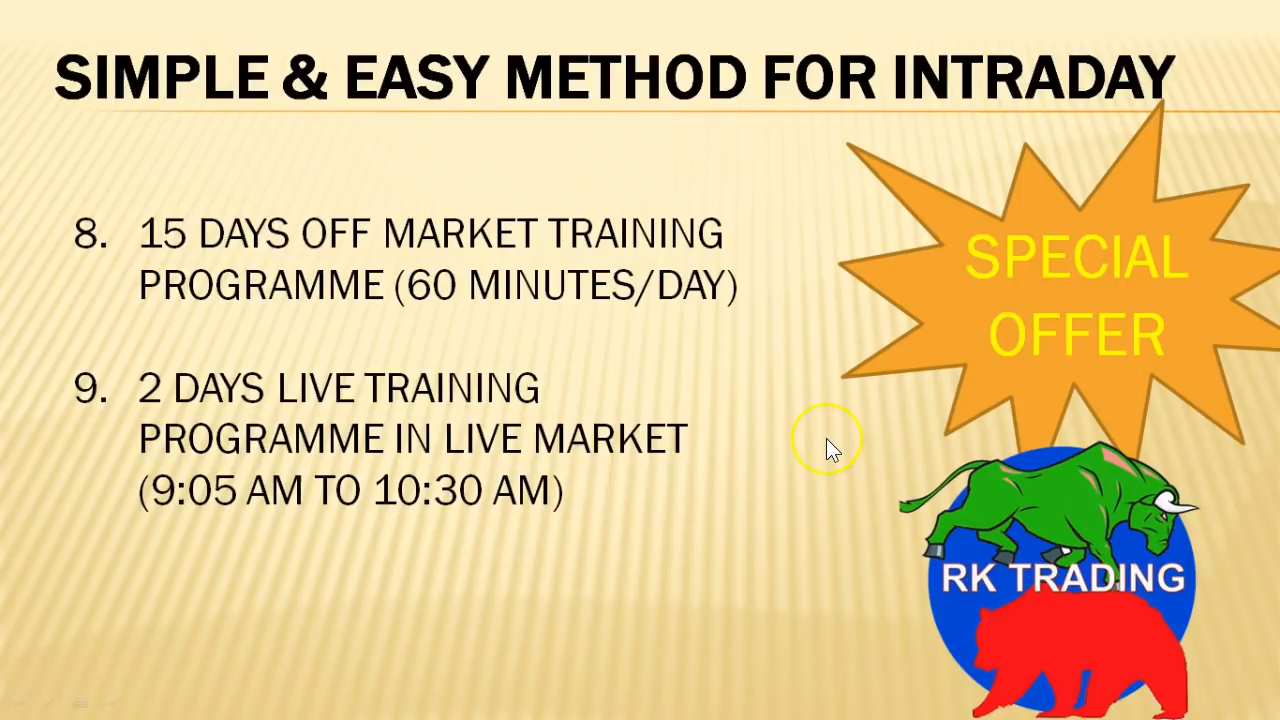 SIMPLE & EASY METHOD FOR INTRADAY
8. 15 DAYS OFF MARKET TRAINING
PROGRAMME (60 MINUTES/DAY)
9. 2 DAYS LIVE TRAINING
PROGRAMME IN LIVE MARKET
(9:05 AM TO 10:30 AM)
SPECIAL
OFFER
RK TRADING